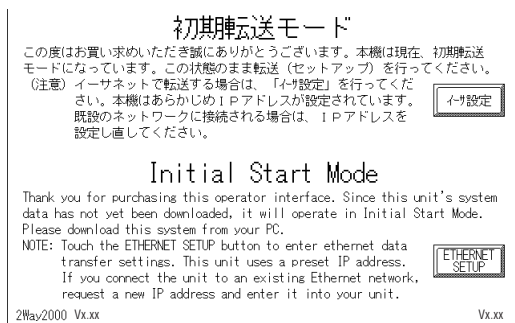 初期転送モード
この度はお買い求めいただき誠にありがとうございます。本機は現在、初期転送
モードになっています。この状態のまま転送（セットアップ）を行ってください。
（注意）イーサネットで転送する場合は、「ｲｰｻ設定」を行ってくだ
さい。本機はあらかじめＩＰアドレスが設定されています。
既設のネットワークに接続される場合は、ＩＰアドレスを
設定し直してください。
ｲｰｻ設定
Initial Start Mode
Thank you for purchasing this operator interface. Since this unit's system
data has not yet been downloaded, it will operate in Initial Start Mode.
Please download this system from your PC.
NOTE: Touch the ETHERNET SETUP button to enter ethernet data
transfer settings. This unit uses a preset IP address.
If you connect the unit to an existing Ethernet network,
request a new IP address and enter it into your unit.
ETHERNET
SETUP
2Way2000 Vx.xx
Vx.xx